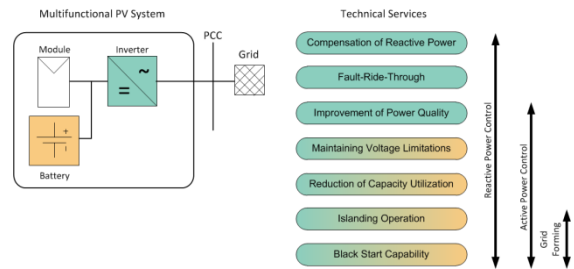 Multifunctional PV System
Technical Services
Module
Inverter
PCC
Grid
~
=
+
Battery
Compensation of Reactive Power
Fault-Ride-Through
Improvement of Power Quality
Maintaining Voltage Limitations
Reduction of Capacity Utilization
Islanding Operation
Black Start Capability
Reactive Power Control
Active Power Control
Grid
Forming